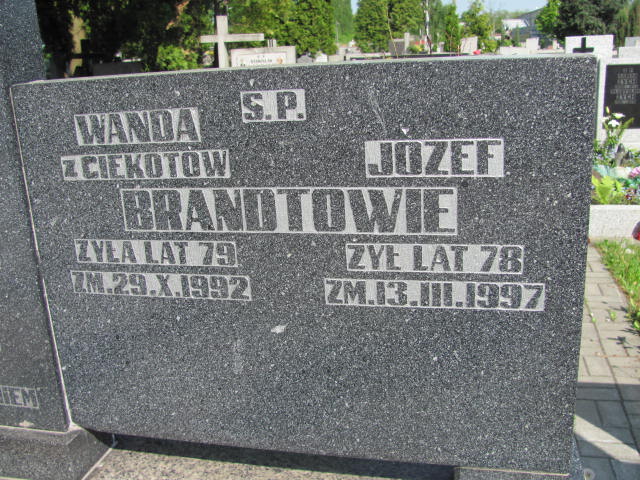 Ś.P.
WANDA
z CIEKOTÓW
JÓZEF
BRANDTOWIE
ŻYŁA LAT 79
ZM.29.X.1992
ŻYŁ LAT 78
ZM.13.III.1997